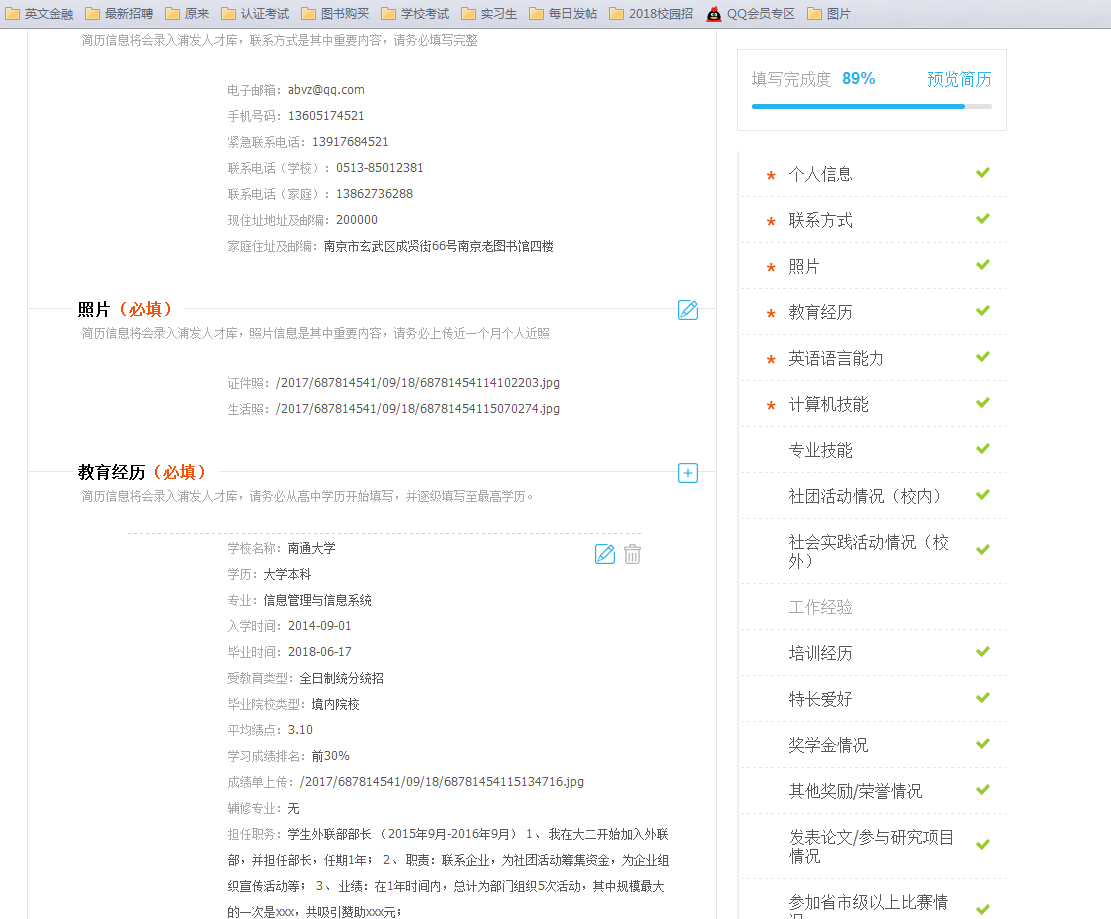 英文金融 最新招聘 原来 认证考试 图书购买 学校考试 实习生 每日发帖 2018校园招 QQ会员专区 图片
简历信息将会录入浦发人才库，联系方式是其中重要内容，请务必填写完整
电子邮箱：abvz@qq.com
手机号码：13605174521
紧急联系电话：13917684521
联系电话（学校）：0513-85012381
联系电话（家庭）：13862736288
现住址地址及邮编：200000
家庭住址及邮编：南京市玄武区成贤街66号南京老图书馆四楼
照片（必填）
简历信息将会录入浦发人才库，照片信息是其中重要内容，请务必上传近一个月个人近照
证件照：/2017/687814541/09/18/68781454114102203.jpg
生活照：/2017/687814541/09/18/68781454115070274.jpg
教育经历（必填）
简历信息将会录入浦发人才库，请务必从高中学历开始填写，并逐级填写至最高学历。
学校名称：南通大学
学历：大学本科
专业：信息管理与信息系统
入学时间：2014-09-01
毕业时间：2018-06-17
受教育类型：全日制统分统招
毕业院校类型：境内院校
平均绩点：3.10
学习成绩排名：前30%
成绩单上传：/2017/687814541/09/18/68781454115134716.jpg
辅修专业：无
担任职务：学生外联部部长 （2015年9月-2016年9月） 1、 我在大二开始加入外联
部，并担任部长，任期1年； 2、 职责：联系企业，为社团活动筹集资金，为企业组
织宣传活动等； 3、 业绩：在1年时间内，总计为部门组织5次活动，其中规模最大
的一次是xxx，共吸引赞助xxx元；
填写完成度 89% 预览简历
* 个人信息
* 联系方式
* 照片
* 教育经历
* 英语语言能力
* 计算机技能
专业技能
社团活动情况（校内）
社会实践活动情况（校
外）
工作经验
培训经历
特长爱好
奖学金情况
其他奖励/荣誉情况
发表论文/参与研究项目
情况
参加省市级以上比赛情
况